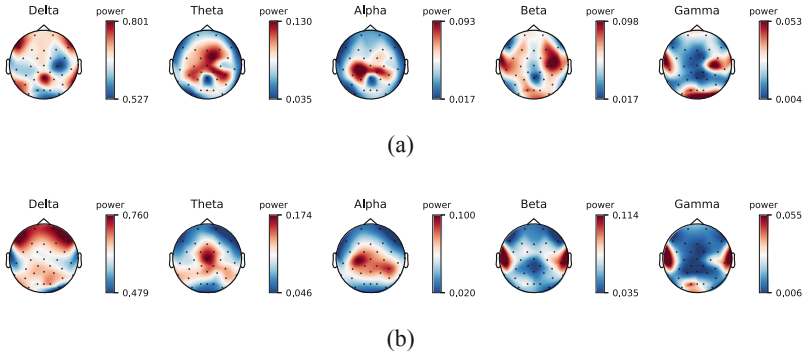 Delta power 0.801 0.527 Theta power 0.130 0.035 Alpha power 0.093 0.017 Beta power 0.098 0.017 Gamma power 0.053 0.004
(a)
Delta power 0.760 0.479 Theta power 0.174 0.046 Alpha power 0.100 0.020 Beta power 0.114 0.035 Gamma power 0.055 0.006
(b)